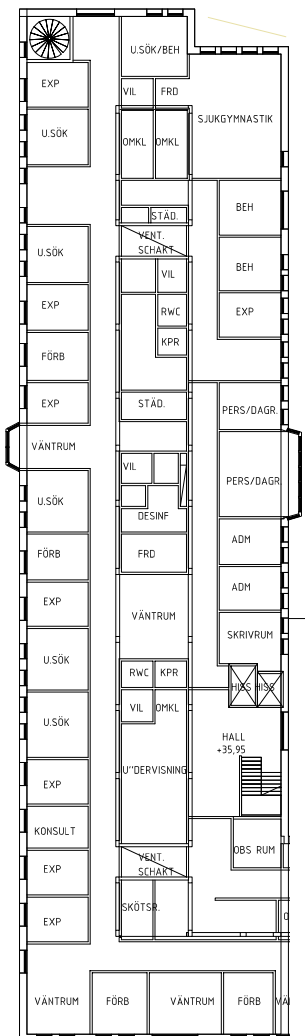 U.SÖK/BEH
EXP
VIL
FRD
U.SÖK
SJUKGYMNASTIK
OMKL
OMKL
BEH
STÄD.
VENT.
SCHAKT
U.SÖK
BEH
VIL
EXP
RWC
EXP
KPR
FÖRB
EXP
STÄD.
PERS/DAGR.
VÄNTRUM
VIL
PERS/DAGR.
U.SÖK
DESINF
FÖRB
FRD
ADM
ADM
EXP
VÄNTRUM
SKRIVRUM
U.SÖK
RWC
KPR
HISS
HISS
VIL
OMKL
U.SÖK
HALL
+35,95
U''DERVISNING
EXP
KONSULT
OBS RUM
VENT.
SCHAKT
EXP
SKÖTSR.
EXP
VÄNTRUM
FÖRB
VÄNTRUM
FÖRB